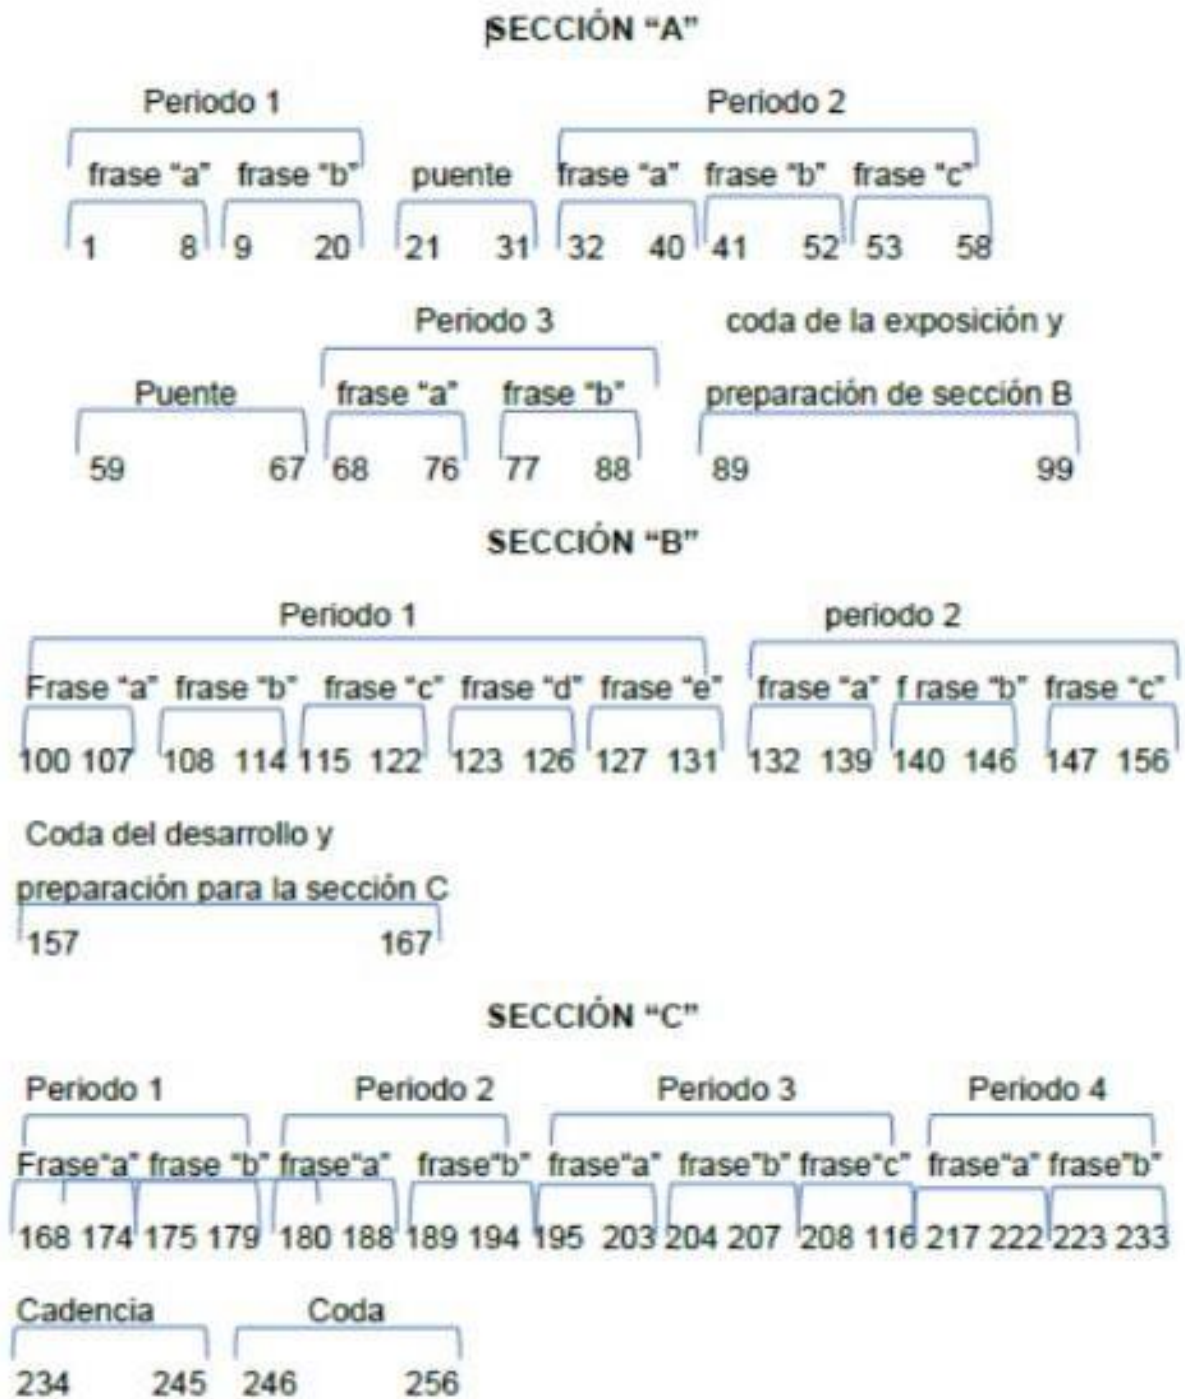 SECCIÓN “A”
Periodo 1 Periodo 2
frase “a” frase “b” puente frase “a” frase “b” frase “c”
1 8 9 20 21 31 32 40 41 52 53 58
Periodo 3 coda de la exposición y
Puente frase “a” frase “b” preparación de sección B
59 67 68 76 77 88 89 99
SECCIÓN “B”
Periodo 1 periodo 2
Frase “a” frase “b” frase “c” frase “d” frase “e” frase “a” f rase “b” frase “c”
100 107 108 114 115 122 123 126 127 131 132 139 140 146 147 156
Coda del desarrollo y
preparación para la sección C
157 167
SECCIÓN “C”
Periodo 1 Periodo 2 Periodo 3 Periodo 4
Frase“a” frase “b” frase“a” frase“b” frase“a” frase”b” frase“c” frase“a” frase”b”
168 174 175 179 180 188 189 194 195 203 204 207 208 116 217 222 223 233
Cadencia Coda
234 245 246 256